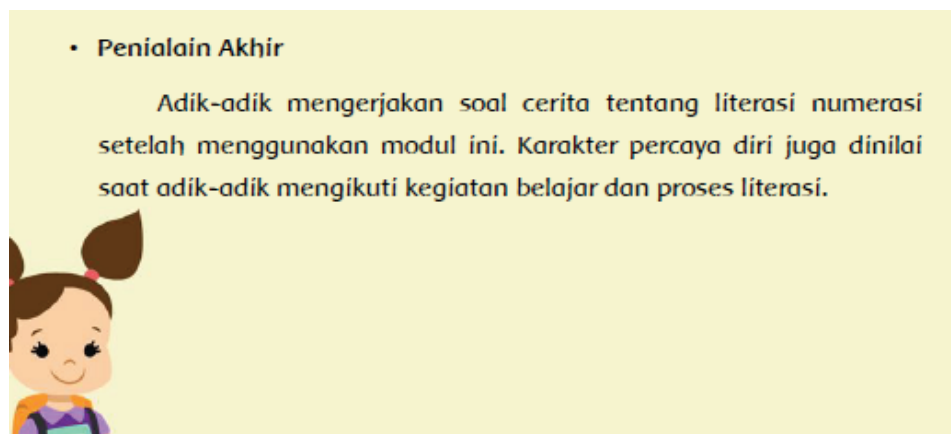 • Penialain Akhir
Adik-adik mengerjakan soal cerita tentang literasi numerasi
setelah menggunakan modul ini. Karakter percaya diri juga dinilai
saat adik-adik mengikuti kegiatan belajar dan proses literasi.